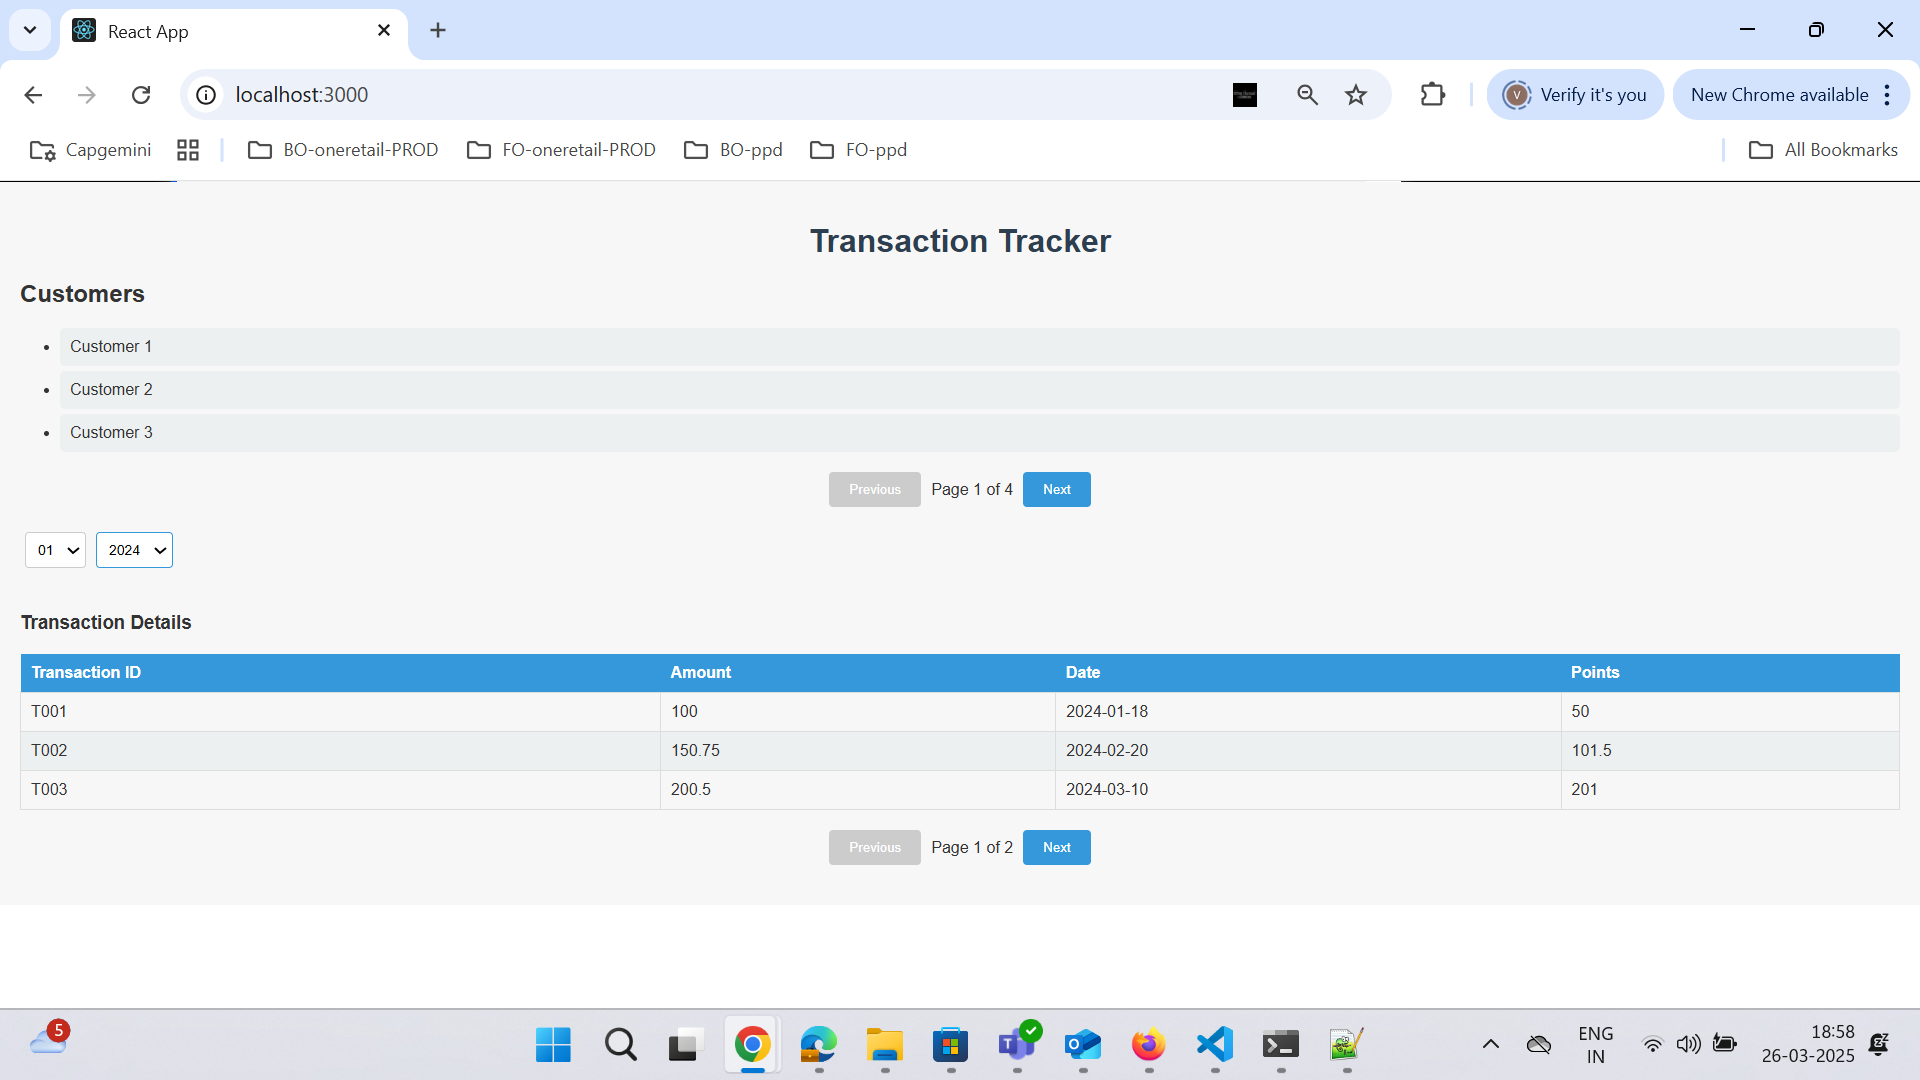 React App
localhost:3000
Verify it's you
New Chrome available
Capgemini
BO-oneretail-PROD
FO-oneretail-PROD
BO-ppd
FO-ppd
All Bookmarks
Transaction Tracker
Customers
Customer 1
Customer 2
Customer 3
Previous Page 1 of 4 Next
01 2024
Transaction Details
Transaction ID Amount Date Points
T001 100 2024-01-18 50
T002 150.75 2024-02-20 101.5
T003 200.5 2024-03-10 201
Previous Page 1 of 2 Next
5
ENG
IN
18:58
26-03-2025